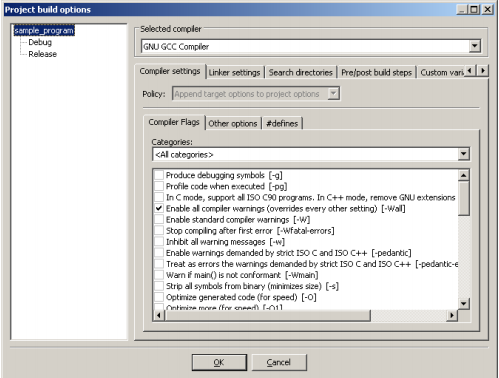 Project build options
sample_program
Debug
Release
Selected compiler
GNU GCC Compiler
Compiler settings Linker settings Search directories Pre/post build steps Custom vari
Policy: Append target options to project options
Compiler Flags Other options #defines
Categories:
<All categories>
Produce debugging symbols [-g]
Profile code when executed [-pg]
In C mode, support all ISO C90 programs. In C++ mode, remove GNU extensions
Enable all compiler warnings (overrides every other setting) [-Wall]
Enable standard compiler warnings [-W]
Stop compiling after first error [-Wfatal-errors]
Inhibit all warning messages [-w]
Enable warnings demanded by strict ISO C and ISO C++ [-pedantic]
Treat as errors the warnings demanded by strict ISO C and ISO C++ [-pedantic-e
Warn if main() is not conformant [-Wmain]
Strip all symbols from binary (minimizes size) [-s]
Optimize generated code (for speed) [-O]
Optimize more (for speed) [-O1]
OK Cancel